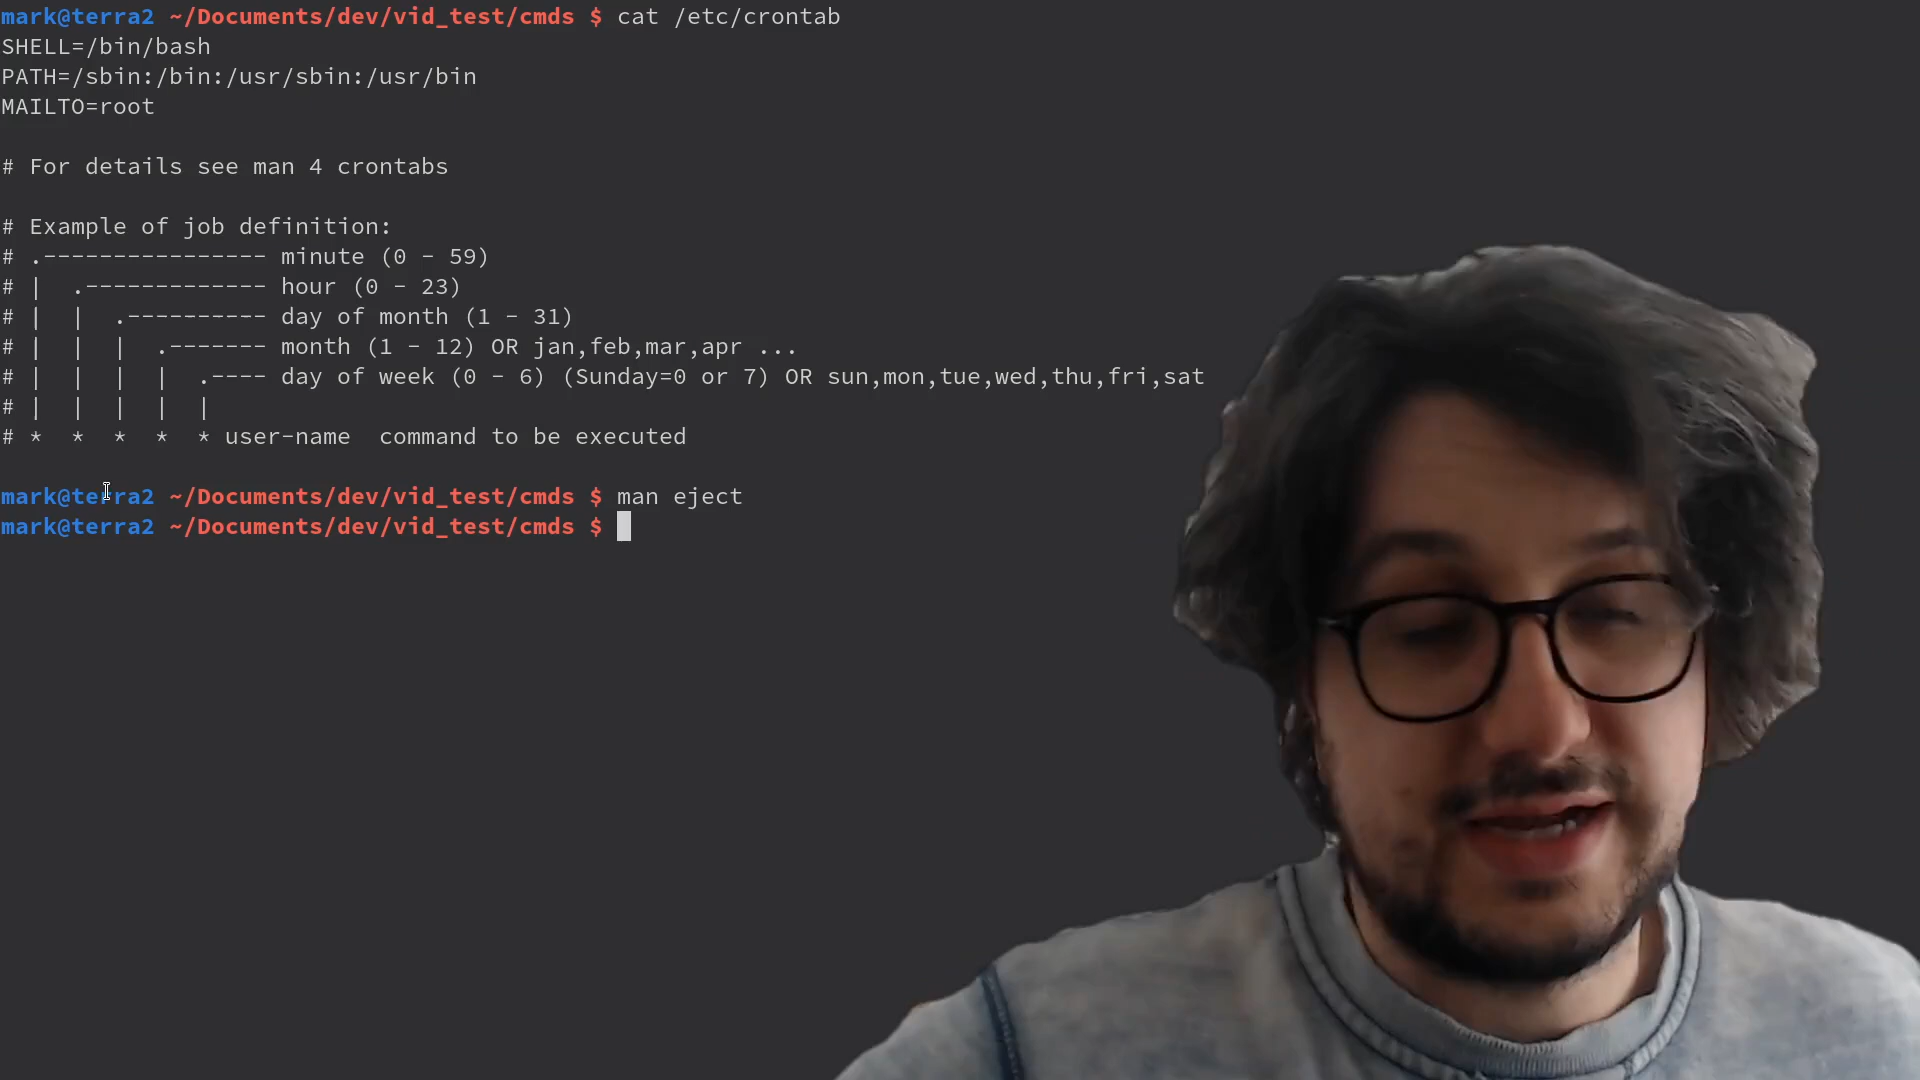 mark@terra2 ~/Documents/dev/vid_test/cmds $ cat /etc/crontab
SHELL=/bin/bash
PATH=/sbin:/bin:/usr/sbin:/usr/bin
MAILTO=root
# For details see man 4 crontabs
# Example of job definition:
# .---------------- minute (0 - 59)
# |  .------------- hour (0 - 23)
# |  |  .---------- day of month (1 - 31)
# |  |  |  .------- month (1 - 12) OR jan,feb,mar,apr ...
# |  |  |  |  .---- day of week (0 - 6) (Sunday=0 or 7) OR sun,mon,tue,wed,thu,fri,sat
# |  |  |  |  |
# *  *  *  *  * user-name  command to be executed
mark@terra2 ~/Documents/dev/vid_test/cmds $ man eject
mark@terra2 ~/Documents/dev/vid_test/cmds $